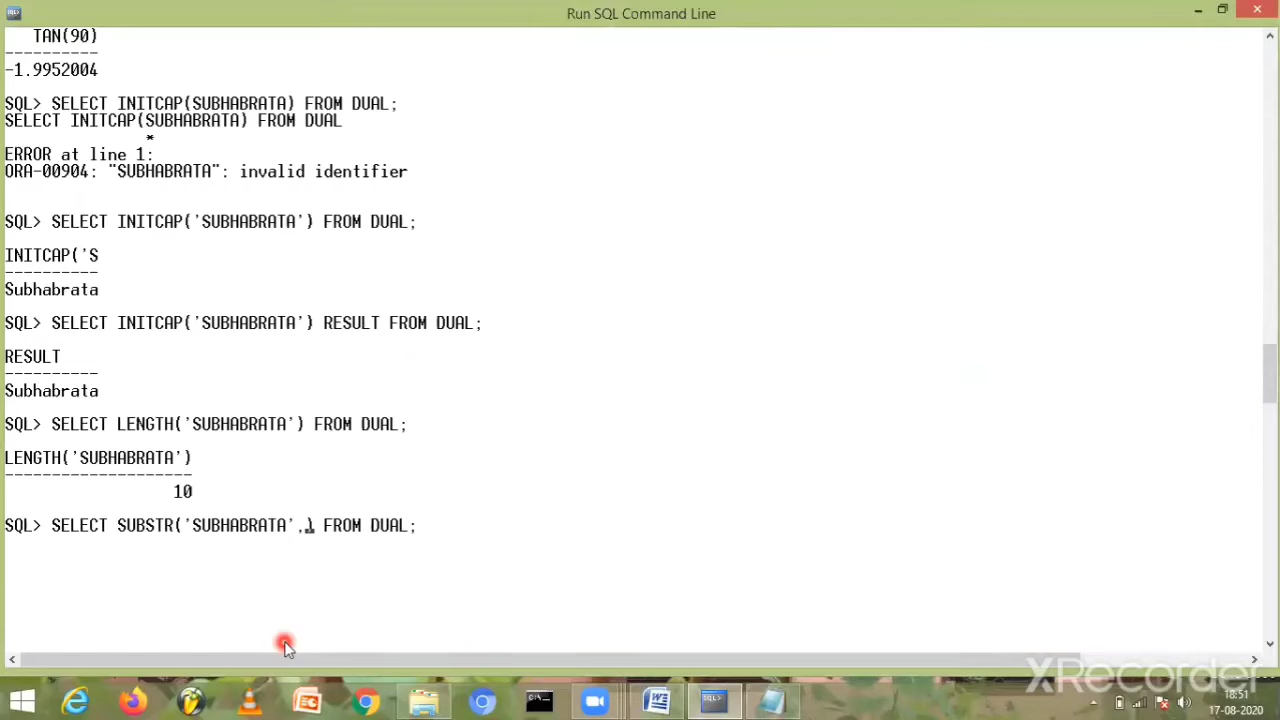 Run SQL Command Line
TAN(90)
----------
-1.9952004
SQL> SELECT INITCAP(SUBHABRATA) FROM DUAL;
SELECT INITCAP(SUBHABRATA) FROM DUAL
*
ERROR at line 1:
ORA-00904: "SUBHABRATA": invalid identifier
SQL> SELECT INITCAP('SUBHABRATA') FROM DUAL;
INITCAP('S
----------
Subhabrata
SQL> SELECT INITCAP('SUBHABRATA') RESULT FROM DUAL;
RESULT
----------
Subhabrata
SQL> SELECT LENGTH('SUBHABRATA') FROM DUAL;
LENGTH('SUBHABRATA')
--------------------
10
SQL> SELECT SUBSTR('SUBHABRATA',) FROM DUAL;
XRecorder
18:51
17-08-2020